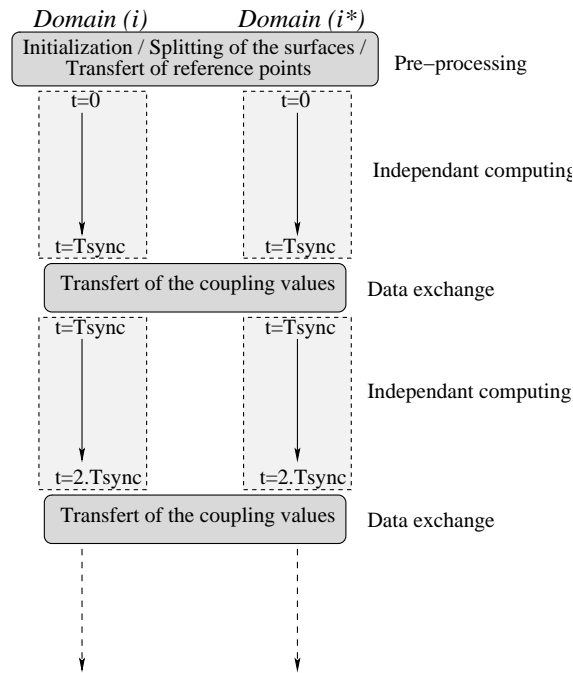 Domain (i) Domain (i*)
Initialization / Splitting of the surfaces /
Transfert of reference points
Pre−processing
t=0 t=0
Independant computing
t=Tsync t=Tsync
Transfert of the coupling values
Data exchange
t=Tsync t=Tsync
Independant computing
t=2.Tsync t=2.Tsync
Transfert of the coupling values
Data exchange